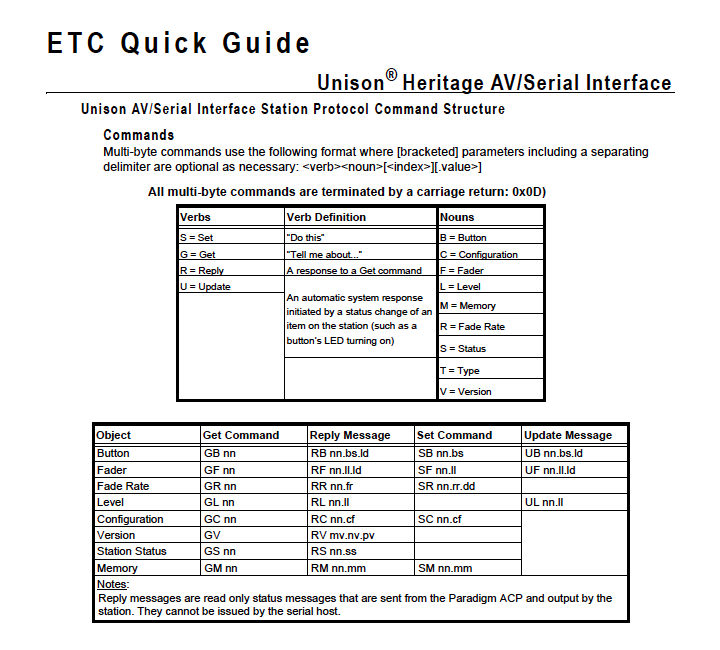 ETC Quick Guide
Unison® Heritage AV/Serial Interface
Unison AV/Serial Interface Station Protocol Command Structure
Commands
Multi-byte commands use the following format where [bracketed] parameters including a separating
delimiter are optional as necessary: <verb><noun>[<index>][.value>]
All multi-byte commands are terminated by a carriage return: 0x0D)
Verbs Verb Definition Nouns
S = Set "Do this" B = Button
G = Get "Tell me about..." C = Configuration
R = Reply A response to a Get command F = Fader
U = Update L = Level
An automatic system response
initiated by a status change of an
item on the station (such as a
button's LED turning on)
M = Memory
R = Fade Rate
S = Status
T = Type
V = Version
Object Get Command Reply Message Set Command Update Message
Button GB nn RB nn.bs.ld SB nn.bs UB nn.bs.ld
Fader GF nn RF nn.ll.ld SF nn.ll UF nn.ll.ld
Fade Rate GR nn RR nn.fr SR nn.rr.dd
Level GL nn RL nn.ll UL nn.ll
Configuration GC nn RC nn.cf SC nn.cf
Version GV RV mv.nv.pv
Station Status GS nn RS nn.ss
Memory GM nn RM nn.mm SM nn.mm
Notes:
Reply messages are read only status messages that are sent from the Paradigm ACP and output by the
station. They cannot be issued by the serial host.